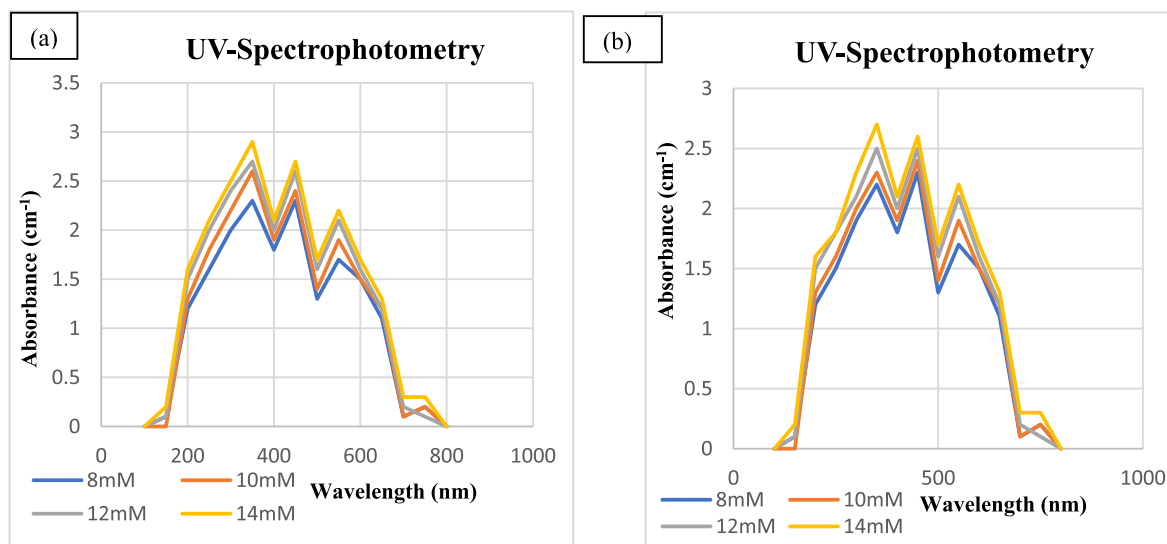 (a)
UV-Spectrophotometry
3.5
3
2.5
2
1.5
1
0.5
0
0 200 400 600 800 1000
Absorbance (cm⁻¹)
Wavelength (nm)
8mM 10mM
12mM 14mM
(b)
UV-Spectrophotometry
3
2.5
2
1.5
1
0.5
0
0 500 1000
Absorbance (cm⁻¹)
Wavelength (nm)
8mM 10mM
12mM 14mM